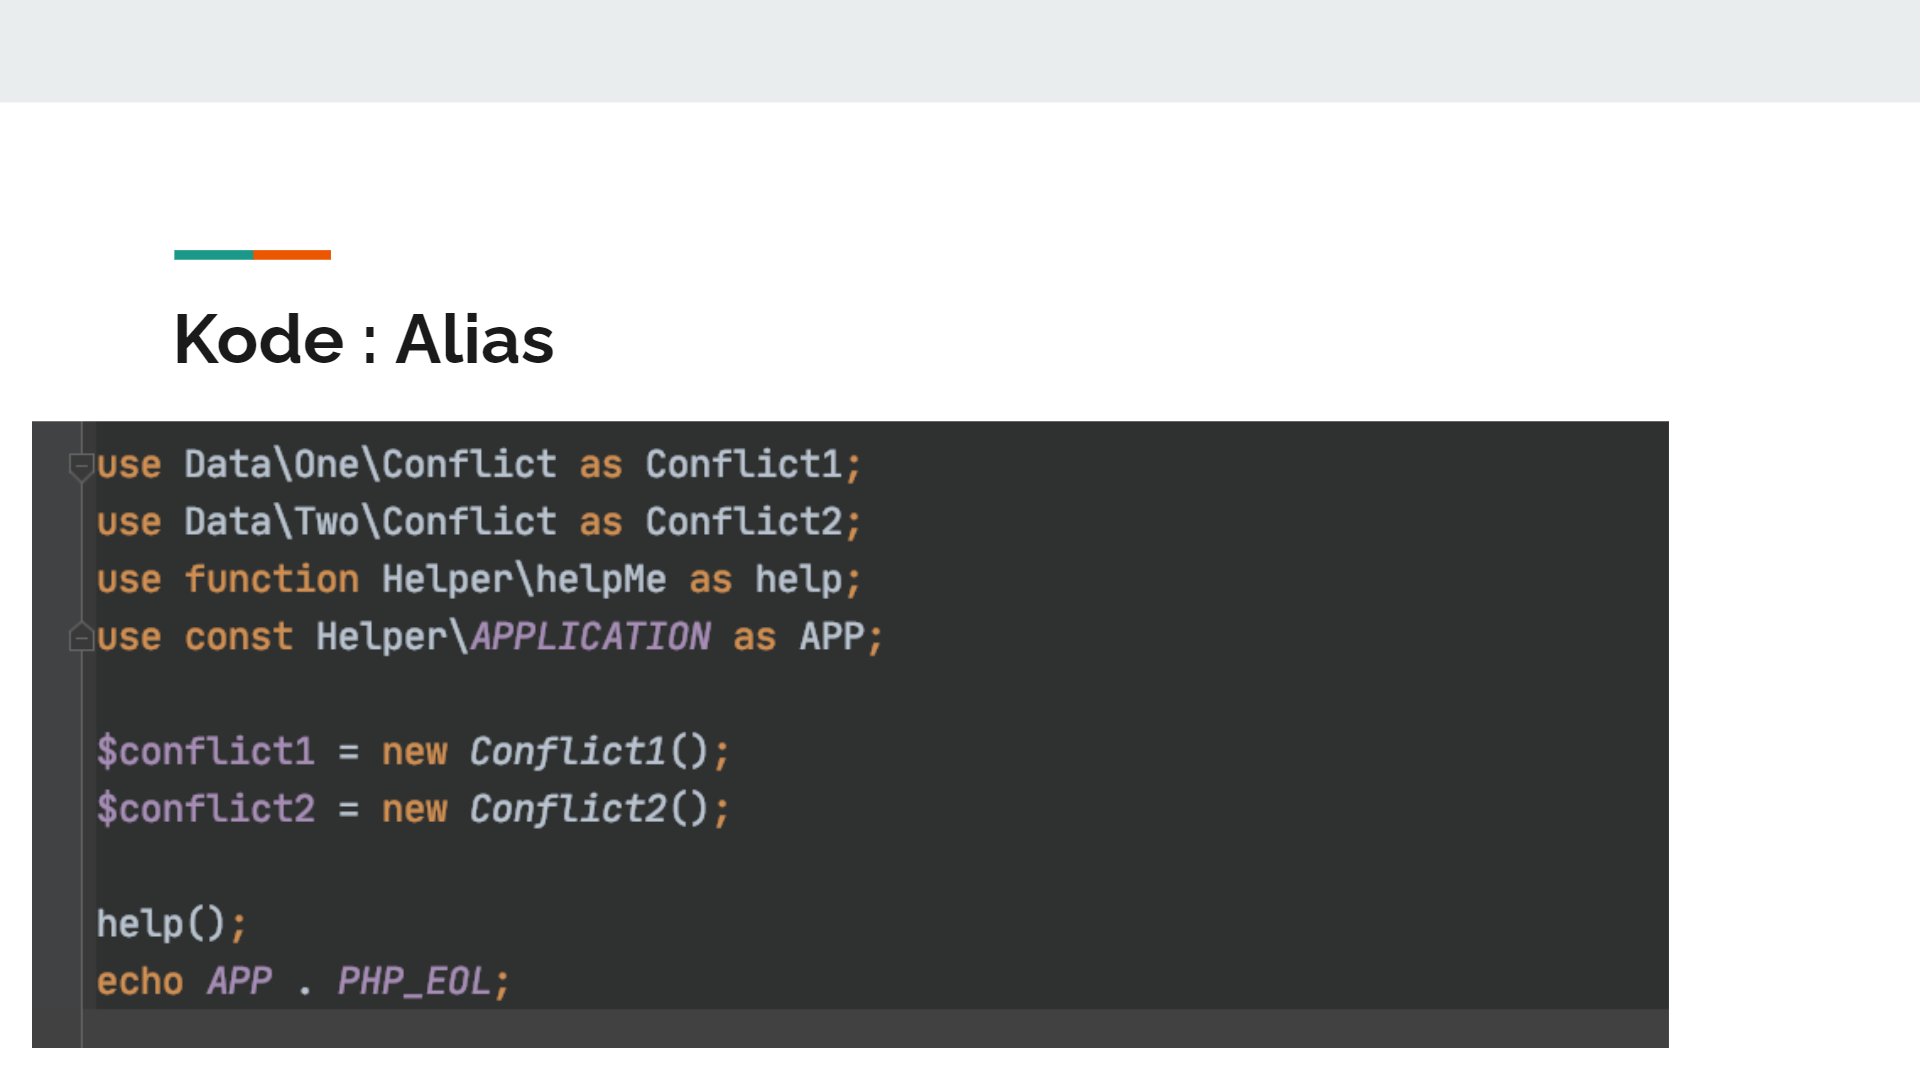 Kode : Alias
use Data\One\Conflict as Conflict1;
use Data\Two\Conflict as Conflict2;
use function Helper\helpMe as help;
use const Helper\APPLICATION as APP;
$conflict1 = new Conflict1();
$conflict2 = new Conflict2();
help();
echo APP . PHP_EOL;